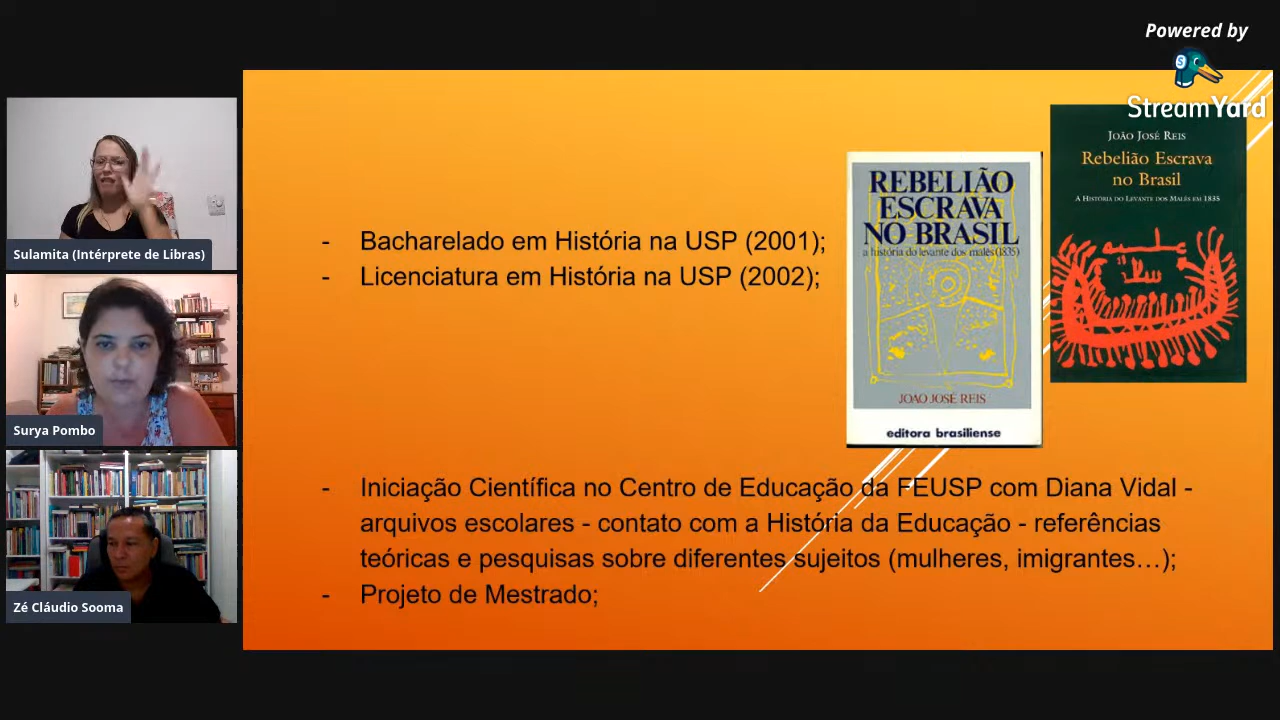 Powered by
StreamYard
Sulamita (Intérprete de Libras)
Surya Pombo
Zé Cláudio Sooma
- Bacharelado em História na USP (2001);
- Licenciatura em História na USP (2002);
REBELIÃO
ESCRAVA
NO BRASIL
a história do levante dos malês (1835)
JOÃO JOSÉ REIS
editora brasiliense
JOÃO JOSÉ REIS
Rebelião Escrava
no Brasil
A HISTÓRIA DO LEVANTE DOS MALÊS EM 1835
- Iniciação Científica no Centro de Educação da FEUSP com Diana Vidal -
arquivos escolares - contato com a História da Educação - referências
teóricas e pesquisas sobre diferentes sujeitos (mulheres, imigrantes...);
- Projeto de Mestrado;